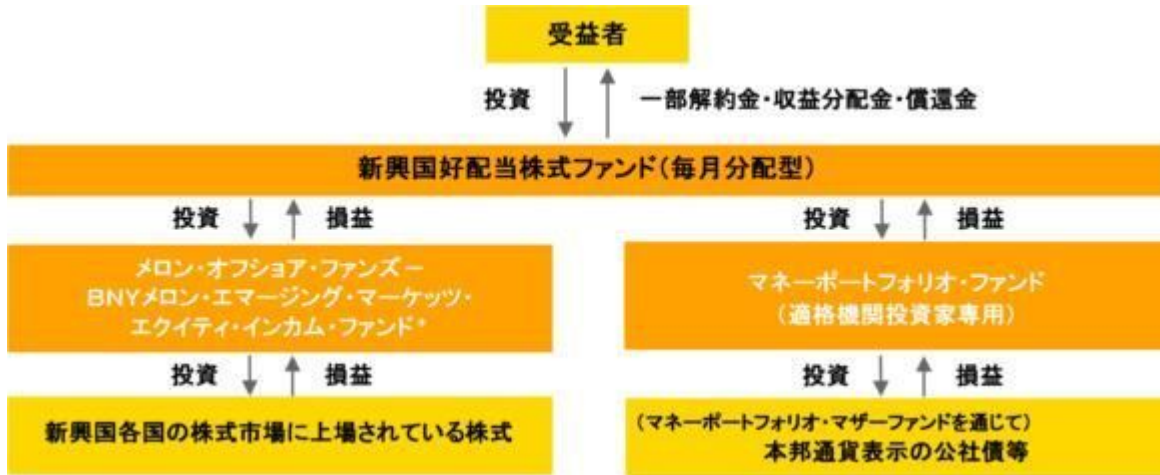 受益者
投資
一部解約金・収益分配金・償還金
新興国好配当株式ファンド(毎月分配型)
投資 損益
投資 損益
メロン・オフショア・ファンズー
BNYメロン・エマージング・マーケッツ・
エクイティ・インカム・ファンド*
マネーポートフォリオ・ファンド
(適格機関投資家専用)
投資 損益
投資 損益
新興国各国の株式市場に上場されている株式
(マネーポートフォリオ・マザーファンドを通じて)
本邦通貨表示の公社債等